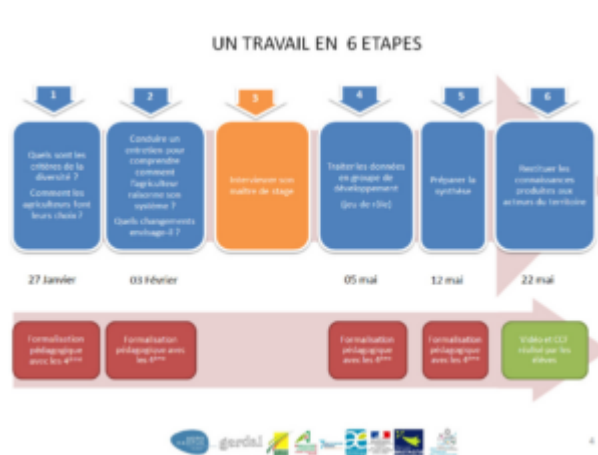 UN TRAVAIL EN 6 ETAPES
1
2
3
4
5
6
Quels sont les
critères de la
diversité ?
Comment les
agriculteurs font
leurs choix ?
Conduire un
entretien pour
comprendre
comment
l'agriculteur
raisonne son
système ?
Quels changements
envisage-il ?
Interviewer son
maître de stage
Traiter les données
en groupe de
développement
(jeu de rôle)
Préparer la
synthèse
Restituer les
connaissances
produites aux
acteurs du territoire
27 Janvier
03 Février
05 mai
12 mai
22 mai
Formalisation
pédagogique
avec les 4ème
Formalisation
pédagogique avec
les 4ème
Formalisation
pédagogique
avec les 4ème
Formalisation
pédagogique
avec les 4ème
Vidéo et CCF
réalisé par les
élèves
gerdal
4